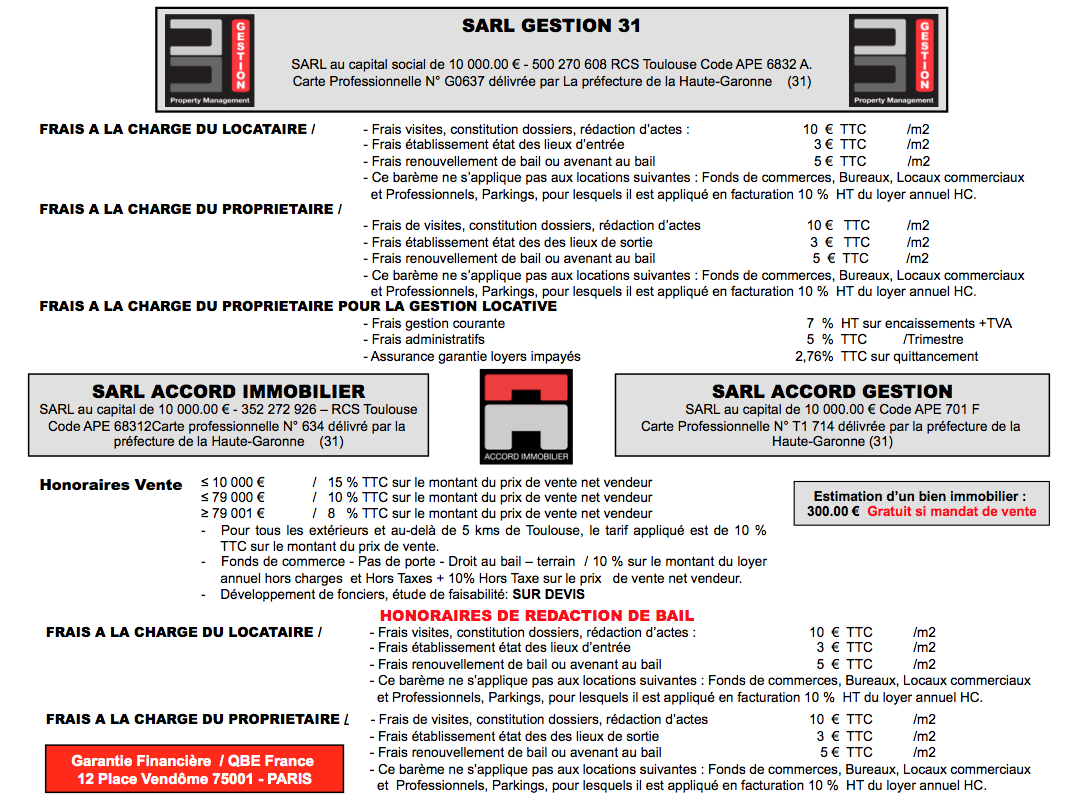 SARL GESTION 31
GESTION
Property Management
SARL au capital social de 10 000.00 € - 500 270 608 RCS Toulouse Code APE 6832 A.
Carte Professionnelle N° G0637 délivrée par La préfecture de la Haute-Garonne (31)
GESTION
Property Management
FRAIS A LA CHARGE DU LOCATAIRE / - Frais visites, constitution dossiers, rédaction d'actes : 10 € TTC /m2
- Frais établissement état des lieux d'entrée 3 € TTC /m2
- Frais renouvellement de bail ou avenant au bail 5 € TTC /m2
- Ce barème ne s'applique pas aux locations suivantes : Fonds de commerces, Bureaux, Locaux commerciaux
et Professionnels, Parkings, pour lesquels il est appliqué en facturation 10 % HT du loyer annuel HC.
FRAIS A LA CHARGE DU PROPRIETAIRE /
- Frais de visites, constitution dossiers, rédaction d'actes 10 € TTC /m2
- Frais établissement état des des lieux de sortie 3 € TTC /m2
- Frais renouvellement de bail ou avenant au bail 5 € TTC /m2
- Ce barème ne s'applique pas aux locations suivantes : Fonds de commerces, Bureaux, Locaux commerciaux
et Professionnels, Parkings, pour lesquels il est appliqué en facturation 10 % HT du loyer annuel HC.
FRAIS A LA CHARGE DU PROPRIETAIRE POUR LA GESTION LOCATIVE
- Frais gestion courante 7 % HT sur encaissements +TVA
- Frais administratifs 5 % TTC /Trimestre
- Assurance garantie loyers impayés 2,76% TTC sur quittancement
SARL ACCORD IMMOBILIER
SARL au capital de 10 000.00 € - 352 272 926 – RCS Toulouse
Code APE 68312Carte professionnelle N° 634 délivré par la
préfecture de la Haute-Garonne (31)
ACCORD IMMOBILIER
SARL ACCORD GESTION
SARL au capital de 10 000.00 € Code APE 701 F
Carte Professionnelle N° T1 714 délivrée par la préfecture de la
Haute-Garonne (31)
Honoraires Vente ≤ 10 000 € / 15 % TTC sur le montant du prix de vente net vendeur
≤ 79 000 € / 10 % TTC sur le montant du prix de vente net vendeur
≥ 79 001 € / 8 % TTC sur le montant du prix de vente net vendeur
- Pour tous les extérieurs et au-delà de 5 kms de Toulouse, le tarif appliqué est de 10 %
TTC sur le montant du prix de vente.
- Fonds de commerce - Pas de porte - Droit au bail – terrain / 10 % sur le montant du loyer
annuel hors charges et Hors Taxes + 10% Hors Taxe sur le prix de vente net vendeur.
- Développement de fonciers, étude de faisabilité: SUR DEVIS
Estimation d'un bien immobilier :
300.00 € Gratuit si mandat de vente
HONORAIRES DE REDACTION DE BAIL
FRAIS A LA CHARGE DU LOCATAIRE / - Frais visites, constitution dossiers, rédaction d'actes : 10 € TTC /m2
- Frais établissement état des lieux d'entrée 3 € TTC /m2
- Frais renouvellement de bail ou avenant au bail 5 € TTC /m2
- Ce barème ne s'applique pas aux locations suivantes : Fonds de commerces, Bureaux, Locaux commerciaux
et Professionnels, Parkings, pour lesquels il est appliqué en facturation 10 % HT du loyer annuel HC.
FRAIS A LA CHARGE DU PROPRIETAIRE / - Frais de visites, constitution dossiers, rédaction d'actes 10 € TTC /m2
- Frais établissement état des des lieux de sortie 3 € TTC /m2
- Frais renouvellement de bail ou avenant au bail 5 € TTC /m2
- Ce barème ne s'applique pas aux locations suivantes : Fonds de commerces, Bureaux, Locaux commerciaux
et Professionnels, Parkings, pour lesquels il est appliqué en facturation 10 % HT du loyer annuel HC.
Garantie Financière / QBE France
12 Place Vendôme 75001 - PARIS